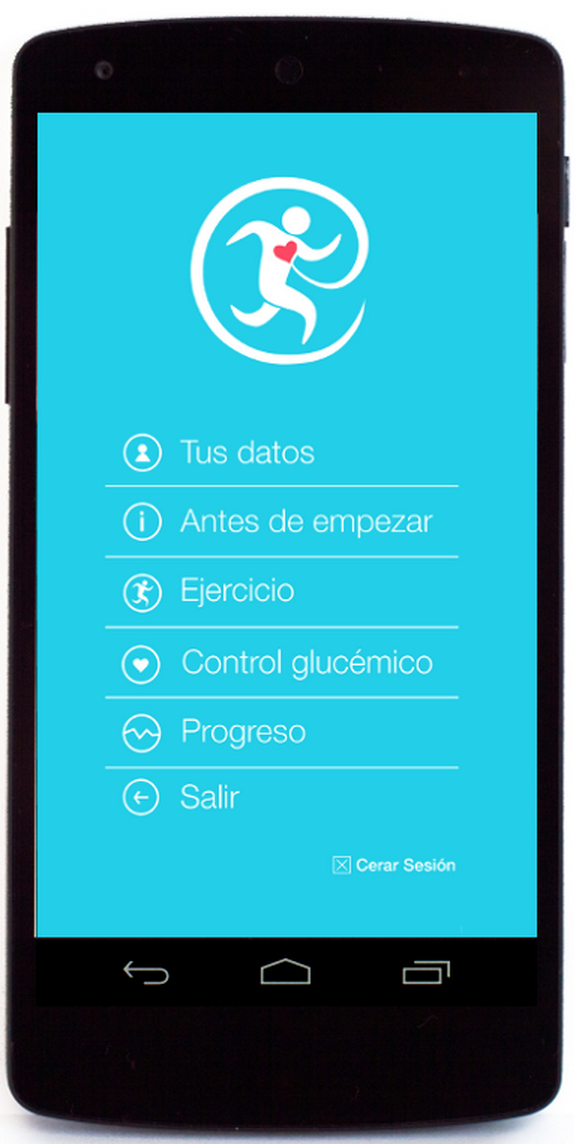 Tus datos
Antes de empezar
Ejercicio
Control glucémico
Progreso
Salir
Cerar Sesión